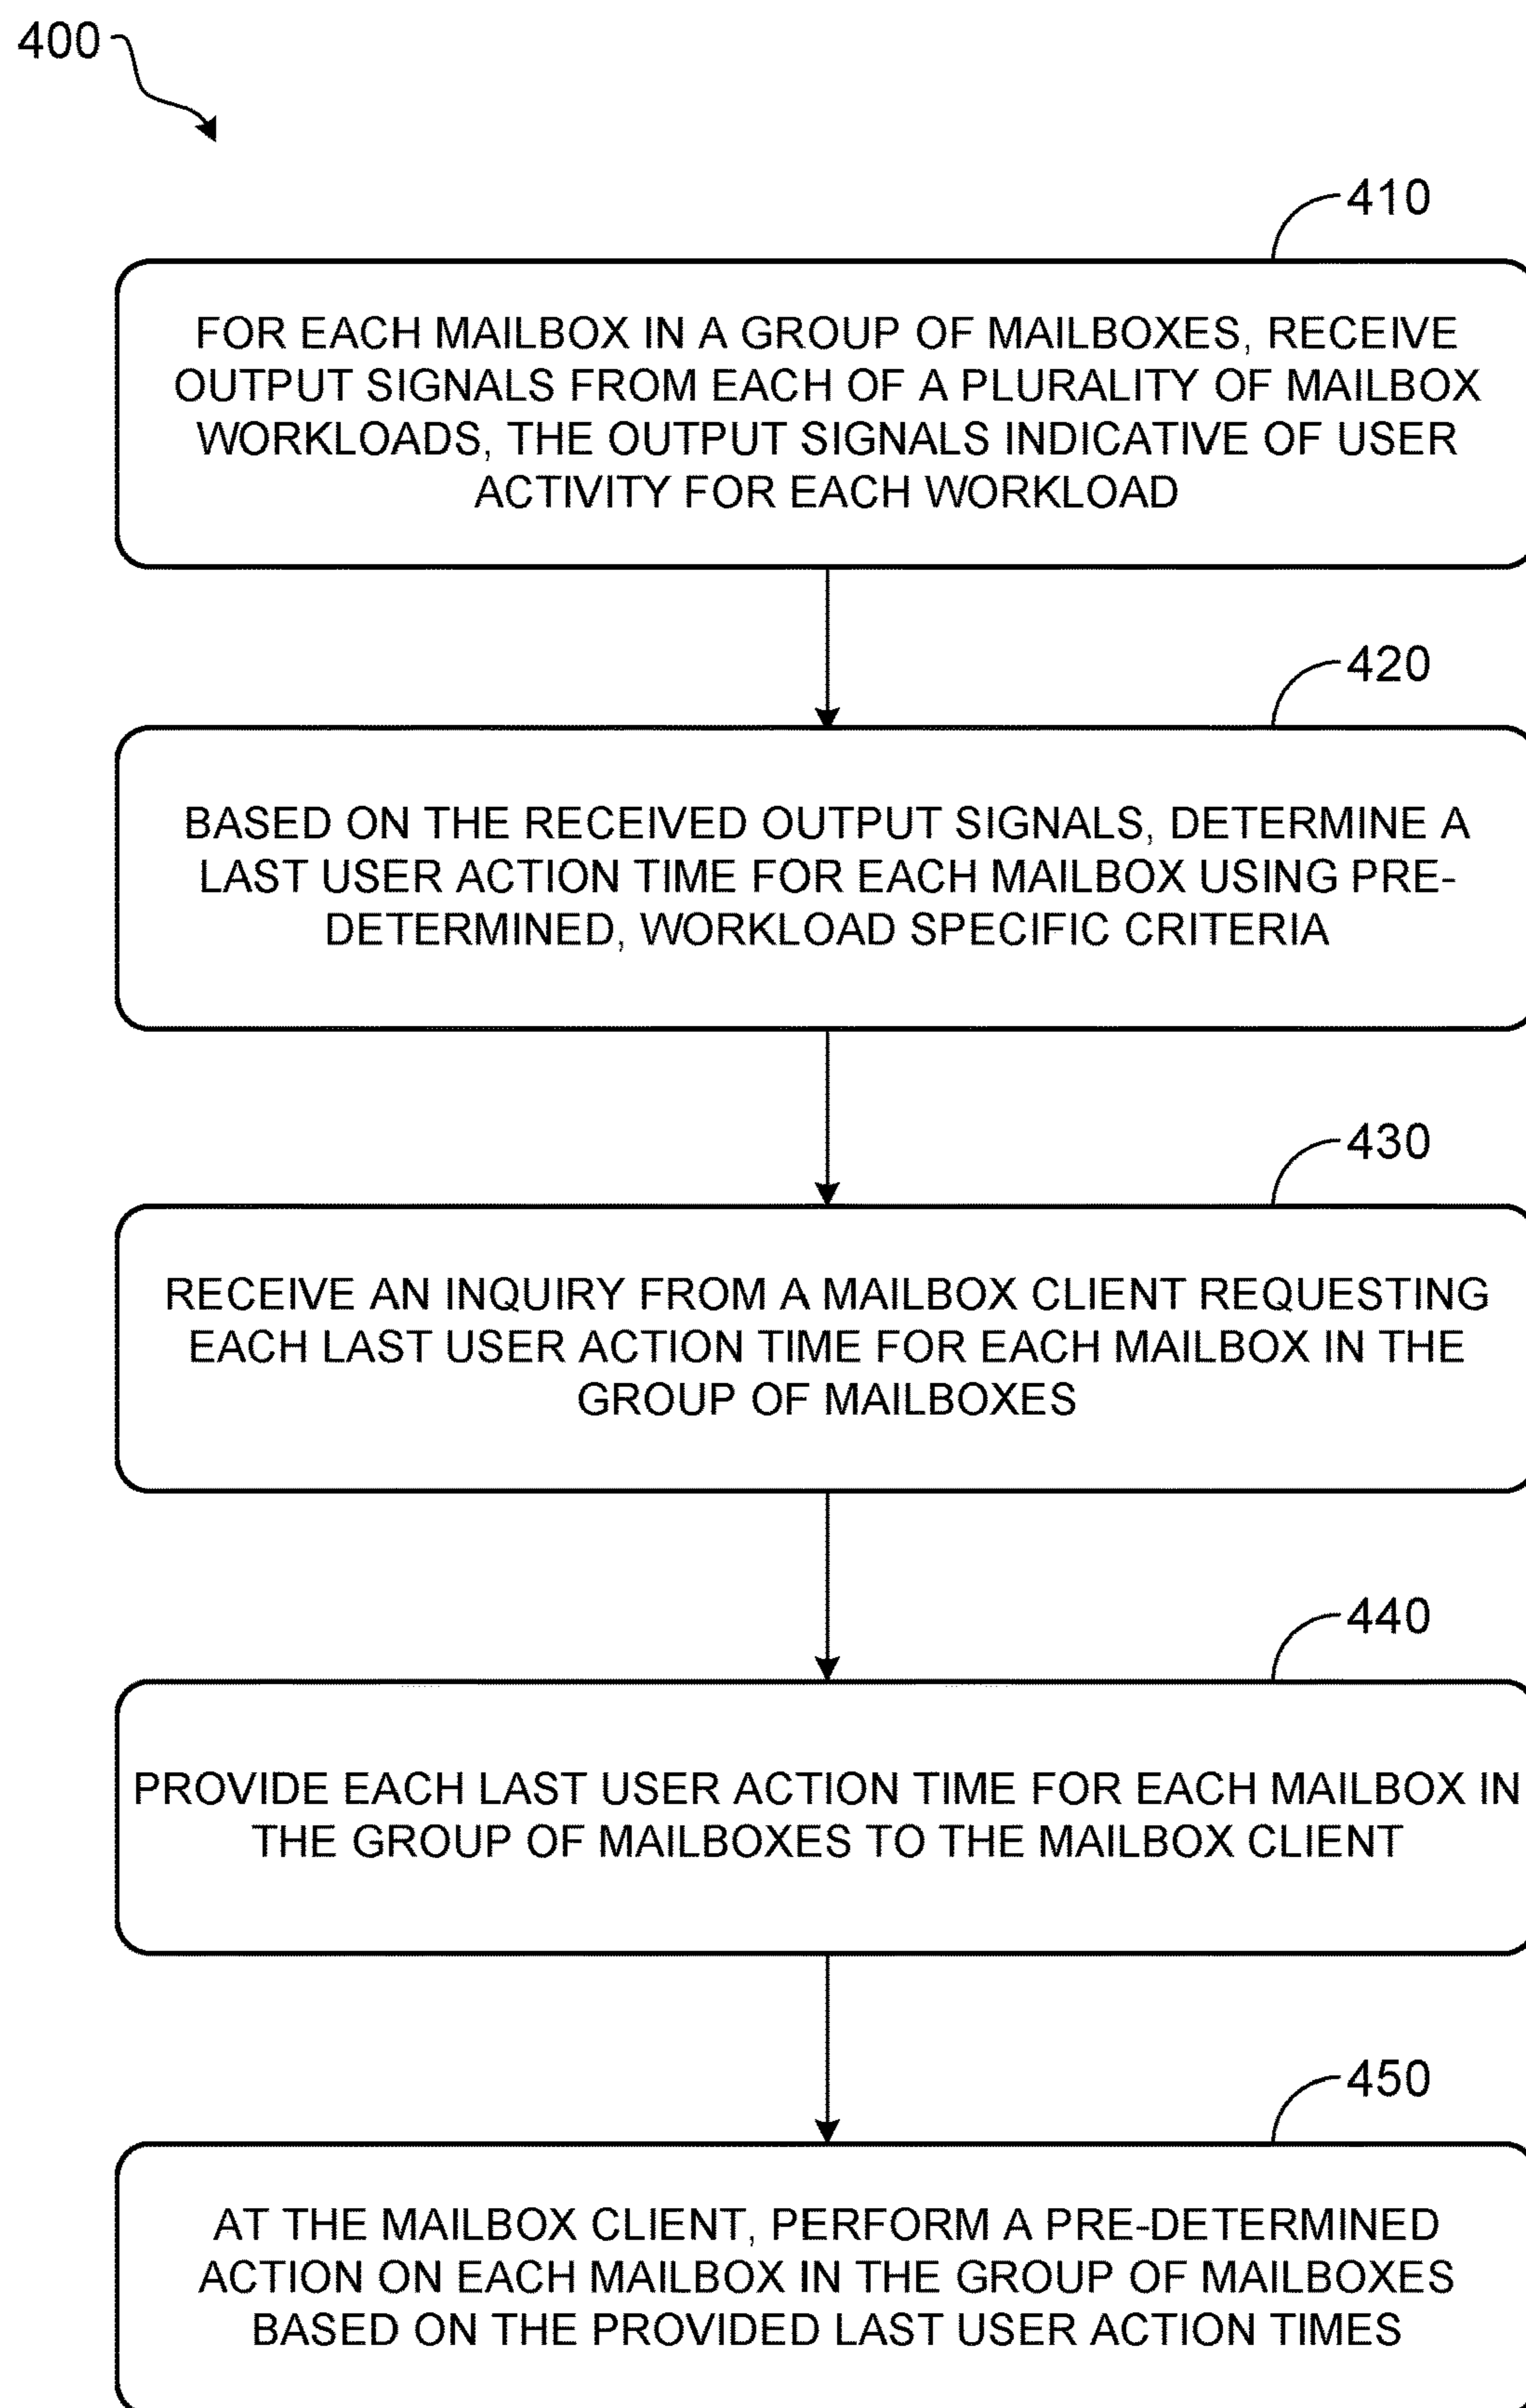 400
410
FOR EACH MAILBOX IN A GROUP OF MAILBOXES, RECEIVE
OUTPUT SIGNALS FROM EACH OF A PLURALITY OF MAILBOX
WORKLOADS, THE OUTPUT SIGNALS INDICATIVE OF USER
ACTIVITY FOR EACH WORKLOAD
420
BASED ON THE RECEIVED OUTPUT SIGNALS, DETERMINE A
LAST USER ACTION TIME FOR EACH MAILBOX USING PRE-
DETERMINED, WORKLOAD SPECIFIC CRITERIA
430
RECEIVE AN INQUIRY FROM A MAILBOX CLIENT REQUESTING
EACH LAST USER ACTION TIME FOR EACH MAILBOX IN THE
GROUP OF MAILBOXES
440
PROVIDE EACH LAST USER ACTION TIME FOR EACH MAILBOX IN
THE GROUP OF MAILBOXES TO THE MAILBOX CLIENT
450
AT THE MAILBOX CLIENT, PERFORM A PRE-DETERMINED
ACTION ON EACH MAILBOX IN THE GROUP OF MAILBOXES
BASED ON THE PROVIDED LAST USER ACTION TIMES